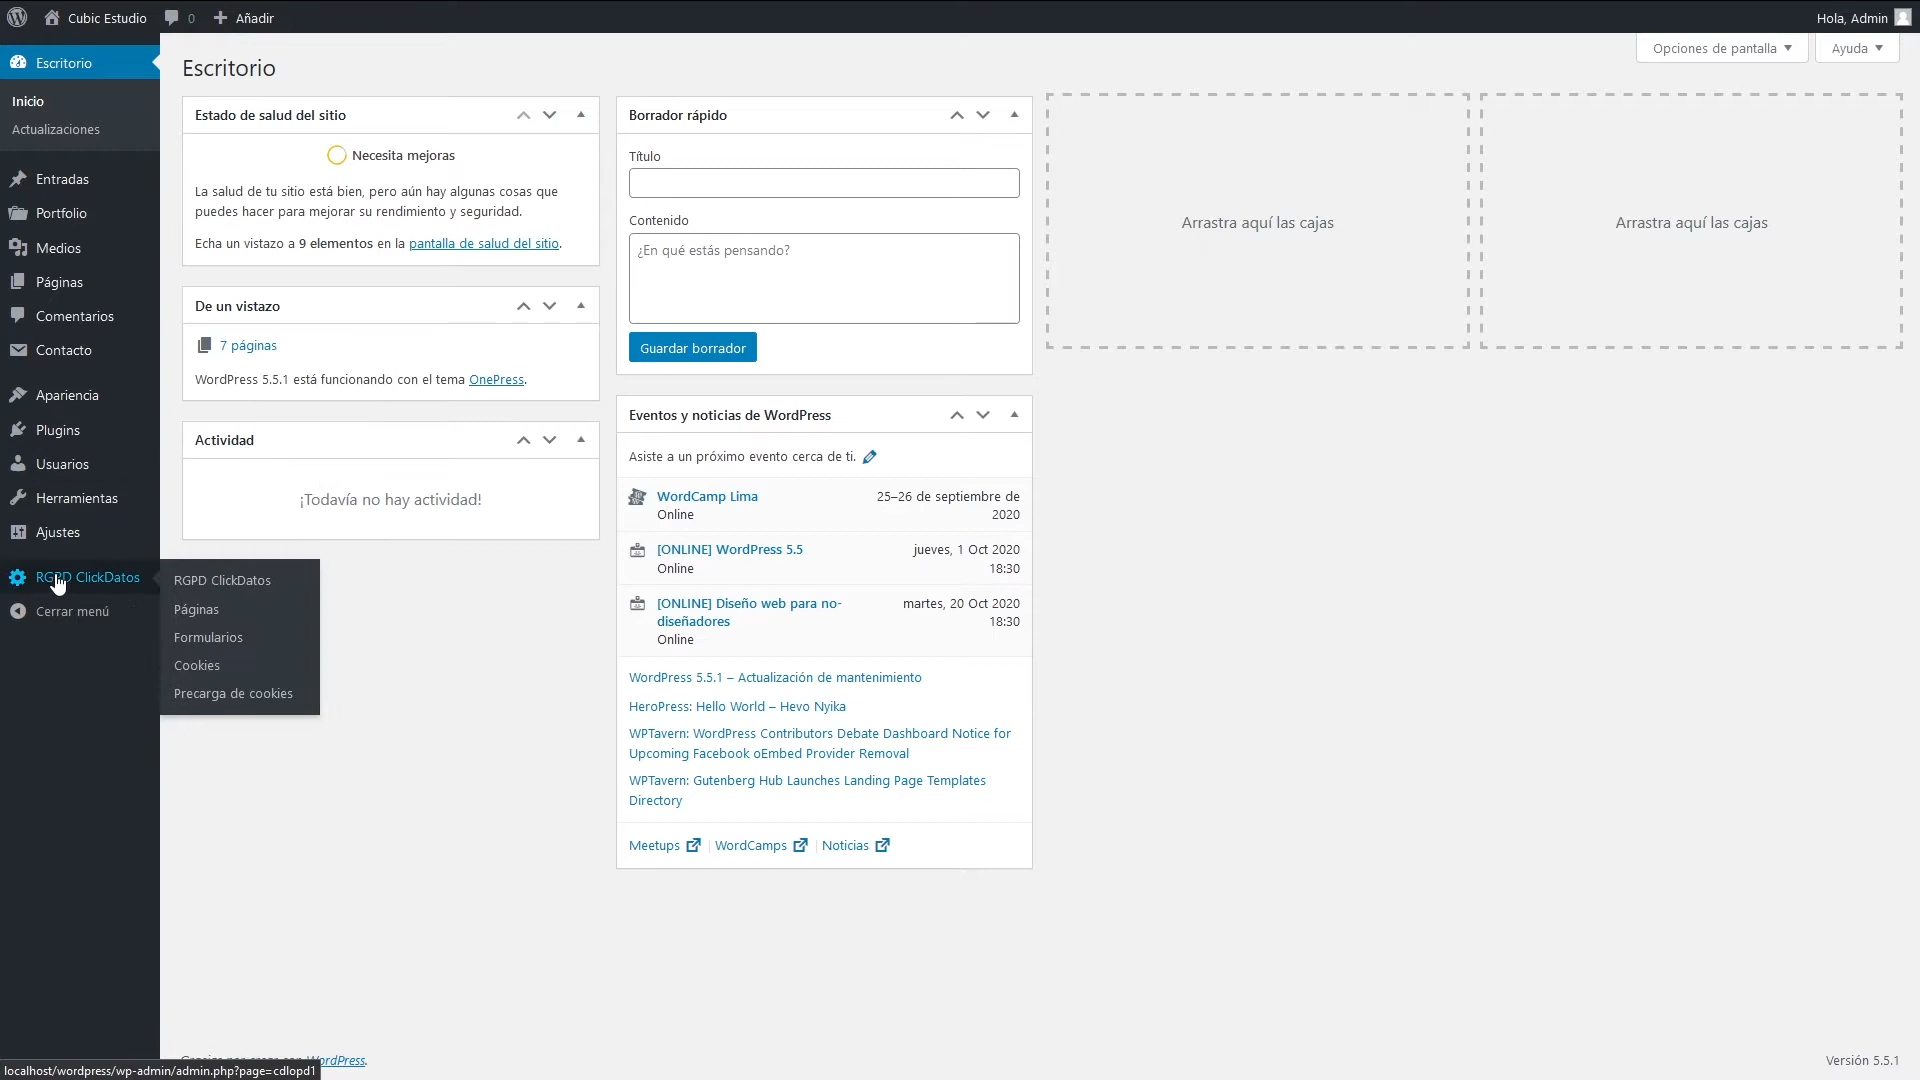 Cubic Estudio
0
Añadir
Hola, Admin
Opciones de pantalla
Ayuda
Escritorio
Inicio
Actualizaciones
Entradas
Portfolio
Medios
Páginas
Comentarios
Contacto
Apariencia
Plugins
Usuarios
Herramientas
Ajustes
RGPD ClickDatos
Cerrar menú
RGPD ClickDatos
Páginas
Formularios
Cookies
Precarga de cookies
Escritorio
Estado de salud del sitio
Necesita mejoras
La salud de tu sitio está bien, pero aún hay algunas cosas que
puedes hacer para mejorar su rendimiento y seguridad.
Echa un vistazo a 9 elementos en la pantalla de salud del sitio.
De un vistazo
7 páginas
WordPress 5.5.1 está funcionando con el tema OnePress.
Actividad
¡Todavía no hay actividad!
Borrador rápido
Título
Contenido
¿En qué estás pensando?
Guardar borrador
Eventos y noticias de WordPress
Asiste a un próximo evento cerca de ti.
WordCamp Lima
Online
25–26 de septiembre de
2020
[ONLINE] WordPress 5.5
Online
jueves, 1 Oct 2020
18:30
[ONLINE] Diseño web para no-
diseñadores
Online
martes, 20 Oct 2020
18:30
WordPress 5.5.1 – Actualización de mantenimiento
HeroPress: Hello World – Hevo Nyika
WPTavern: WordPress Contributors Debate Dashboard Notice for
Upcoming Facebook oEmbed Provider Removal
WPTavern: Gutenberg Hub Launches Landing Page Templates
Directory
Meetups | WordCamps | Noticias
Arrastra aquí las cajas
Arrastra aquí las cajas
WordPress.
Versión 5.5.1
localhost/wordpress/wp-admin/admin.php?page=cdlopd1